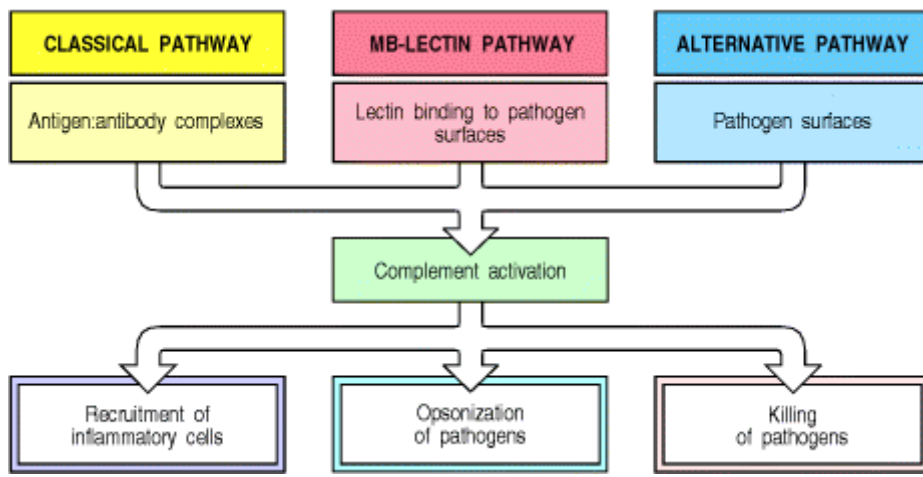 CLASSICAL PATHWAY
MB-LECTIN PATHWAY
ALTERNATIVE PATHWAY
Antigen:antibody complexes
Lectin binding to pathogen
surfaces
Pathogen surfaces
Complement activation
Recruitment of
inflammatory cells
Opsonization
of pathogens
Killing
of pathogens